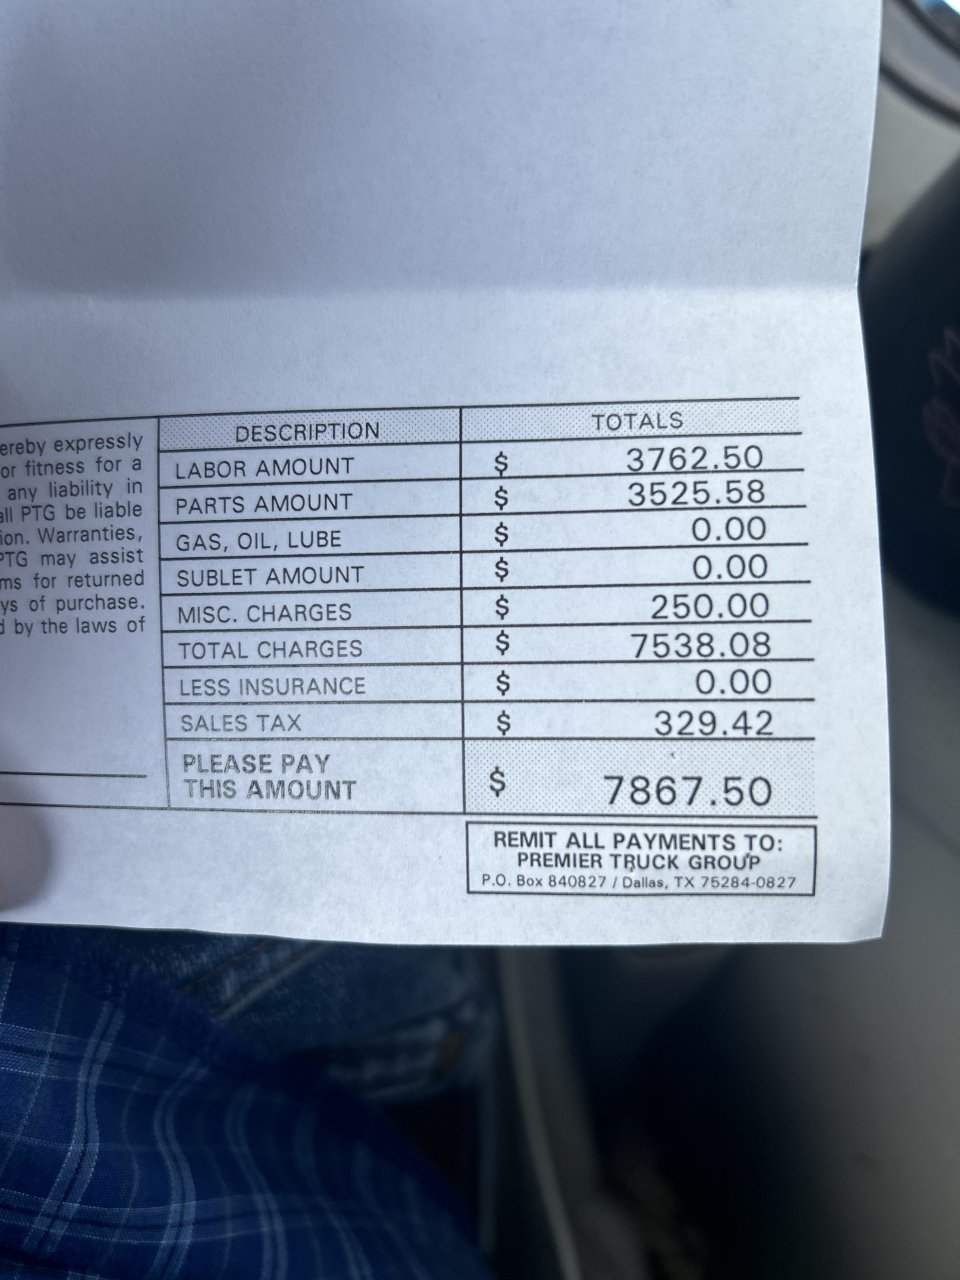 ereby expressly
or fitness for a
any liability in
all PTG be liable
ion. Warranties,
PTG may assist
ms for returned
ys of purchase.
d by the laws of
DESCRIPTION TOTALS
LABOR AMOUNT $ 3762.50
PARTS AMOUNT $ 3525.58
GAS, OIL, LUBE $ 0.00
SUBLET AMOUNT $ 0.00
MISC. CHARGES $ 250.00
TOTAL CHARGES $ 7538.08
LESS INSURANCE $ 0.00
SALES TAX $ 329.42
PLEASE PAY
THIS AMOUNT $ 7867.50
REMIT ALL PAYMENTS TO:
PREMIER TRUCK GROUP
P.O. Box 840827 / Dallas, TX 75284-0827